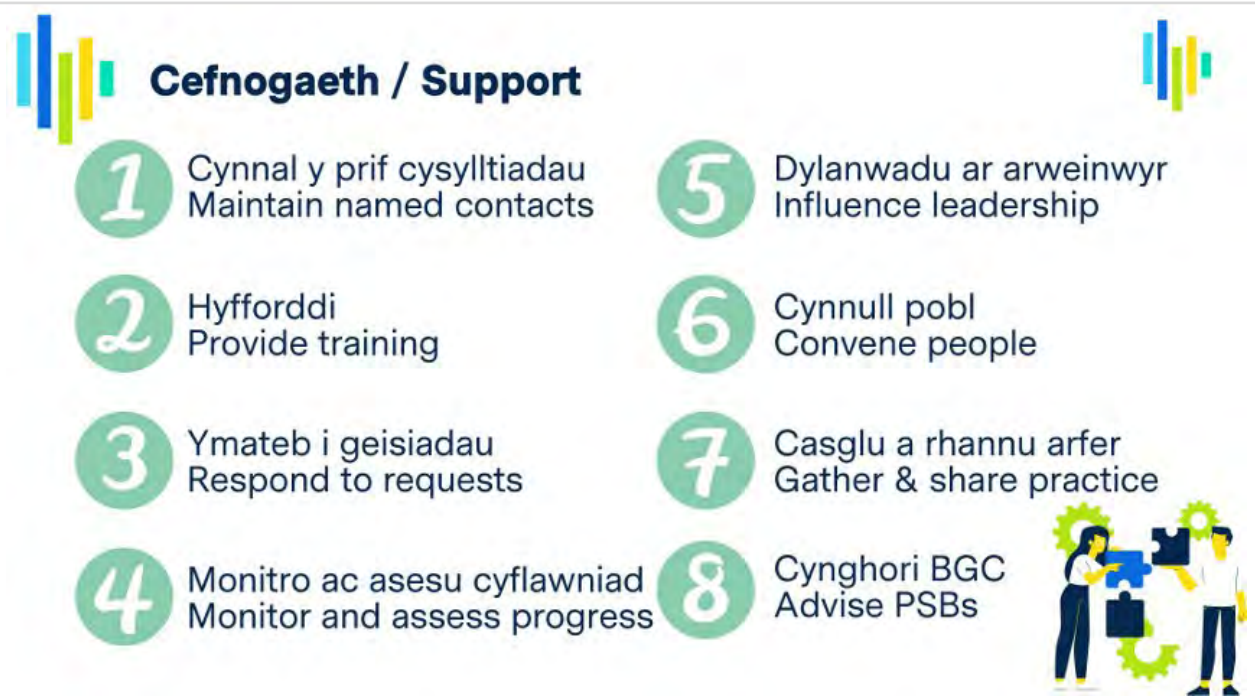 Cefnogaeth / Support
1
Cynnal y prif cysylltiadau
Maintain named contacts
2
Hyfforddi
Provide training
3
Ymateb i geisiadau
Respond to requests
4
Monitro ac asesu cyflawniad
Monitor and assess progress
5
Dylanwadu ar arweinwyr
Influence leadership
6
Cynnull pobl
Convene people
7
Casglu a rhannu arfer
Gather & share practice
8
Cynghori BGC
Advise PSBs